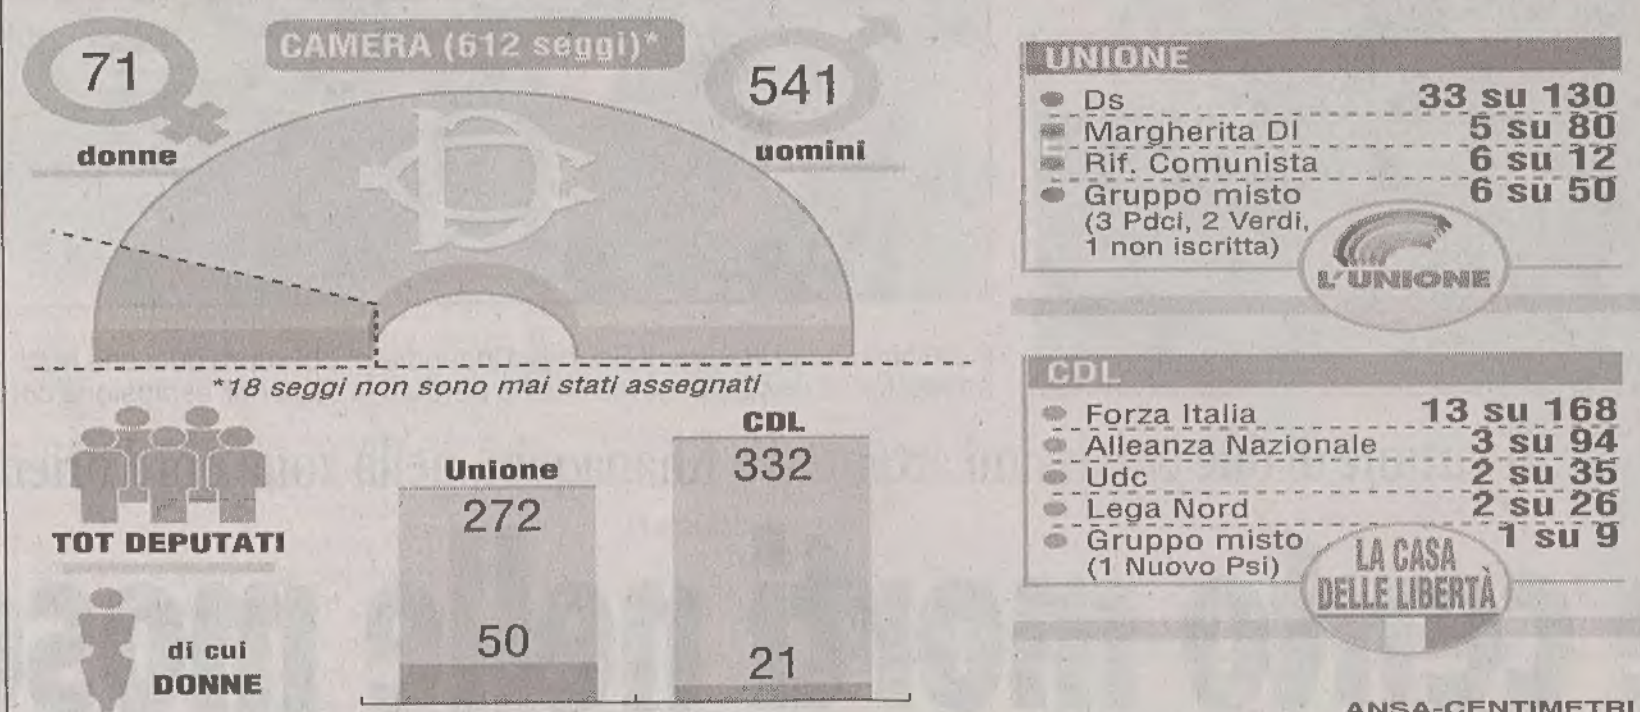 CAMERA (612 seggi)*
71
donne
541
uomini
*18 seggi non sono mai stati assegnati
TOT DEPUTATI
di cui
DONNE
Unione
272
50
CDL
332
21
UNIONE
Ds 33 su 130
Margherita Dl 5 su 80
Rif. Comunista 6 su 12
Gruppo misto 6 su 50
(3 Pdci, 2 Verdi,
1 non iscritta)
L'UNIONE
CDL
Forza Italia 13 su 168
Alleanza Nazionale 3 su 94
Udc 2 su 35
Lega Nord 2 su 26
Gruppo misto 1 su 9
(1 Nuovo Psi)
LA CASA
DELLE LIBERTÀ
ANSA-CENTIMETRI